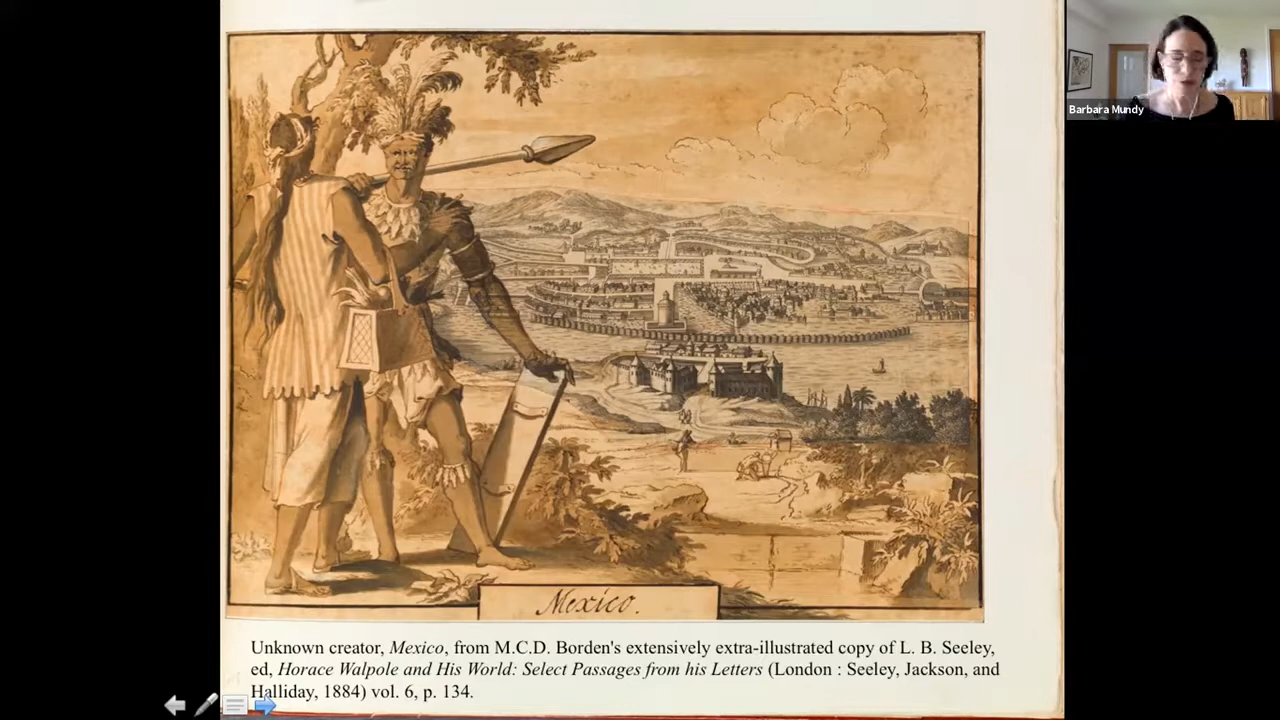 Barbara Mundy
Mexico.
Unknown creator, Mexico, from M.C.D. Borden's extensively extra-illustrated copy of L. B. Seeley,
ed, Horace Walpole and His World: Select Passages from his Letters (London : Seeley, Jackson, and
Halliday, 1884) vol. 6, p. 134.